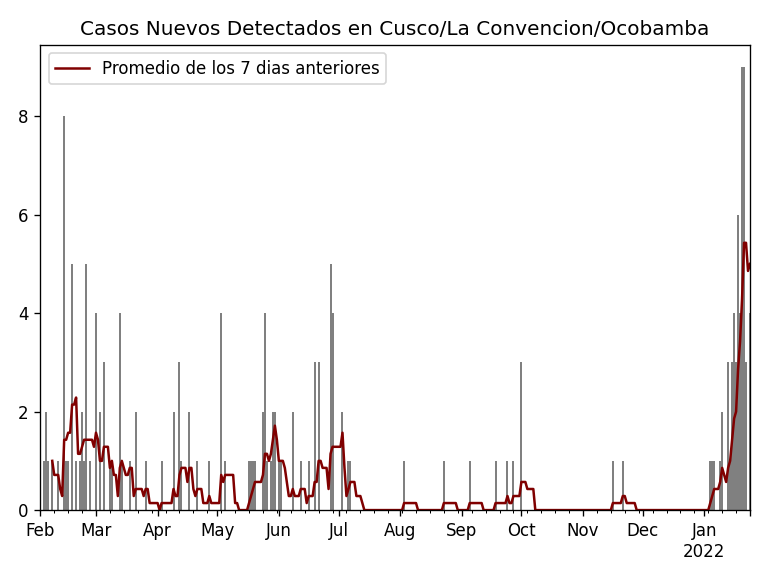 Casos Nuevos Detectados en Cusco/La Convencion/Ocobamba
Promedio de los 7 dias anteriores
8
6
4
2
0
Feb Mar Apr May Jun Jul Aug Sep Oct Nov Dec Jan
2022